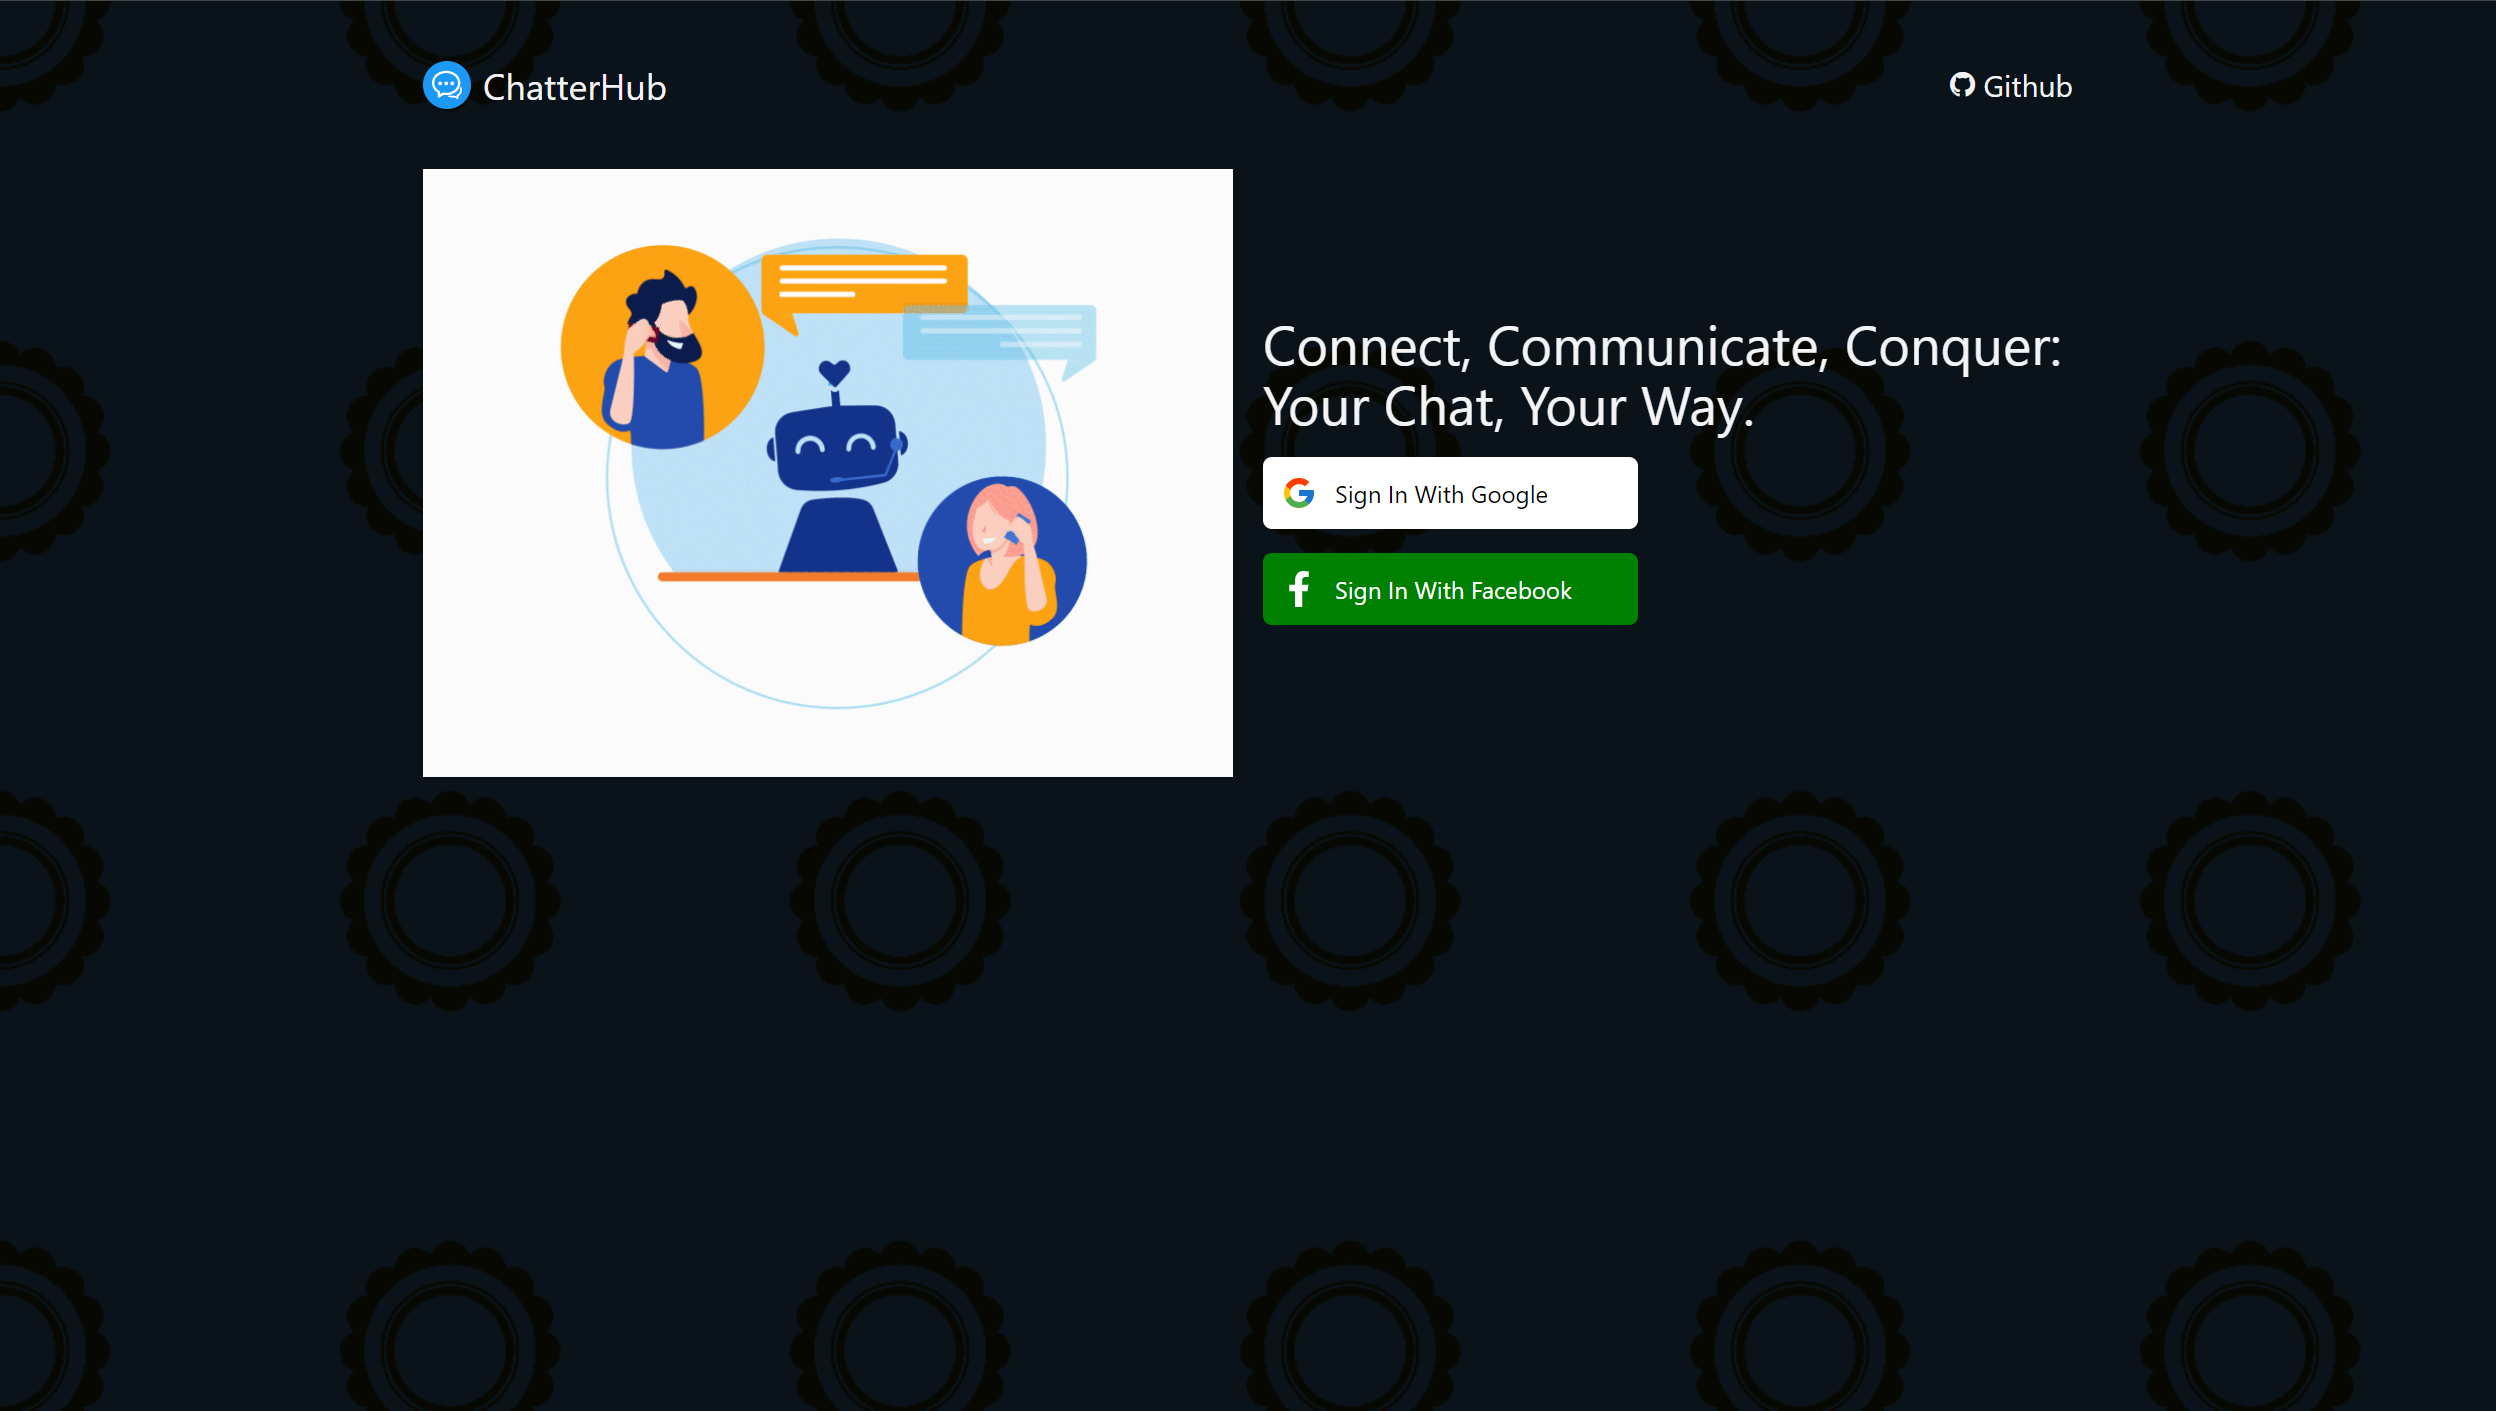 ChatterHub
Github
Connect, Communicate, Conquer:
Your Chat, Your Way.
Sign In With Google
Sign In With Facebook